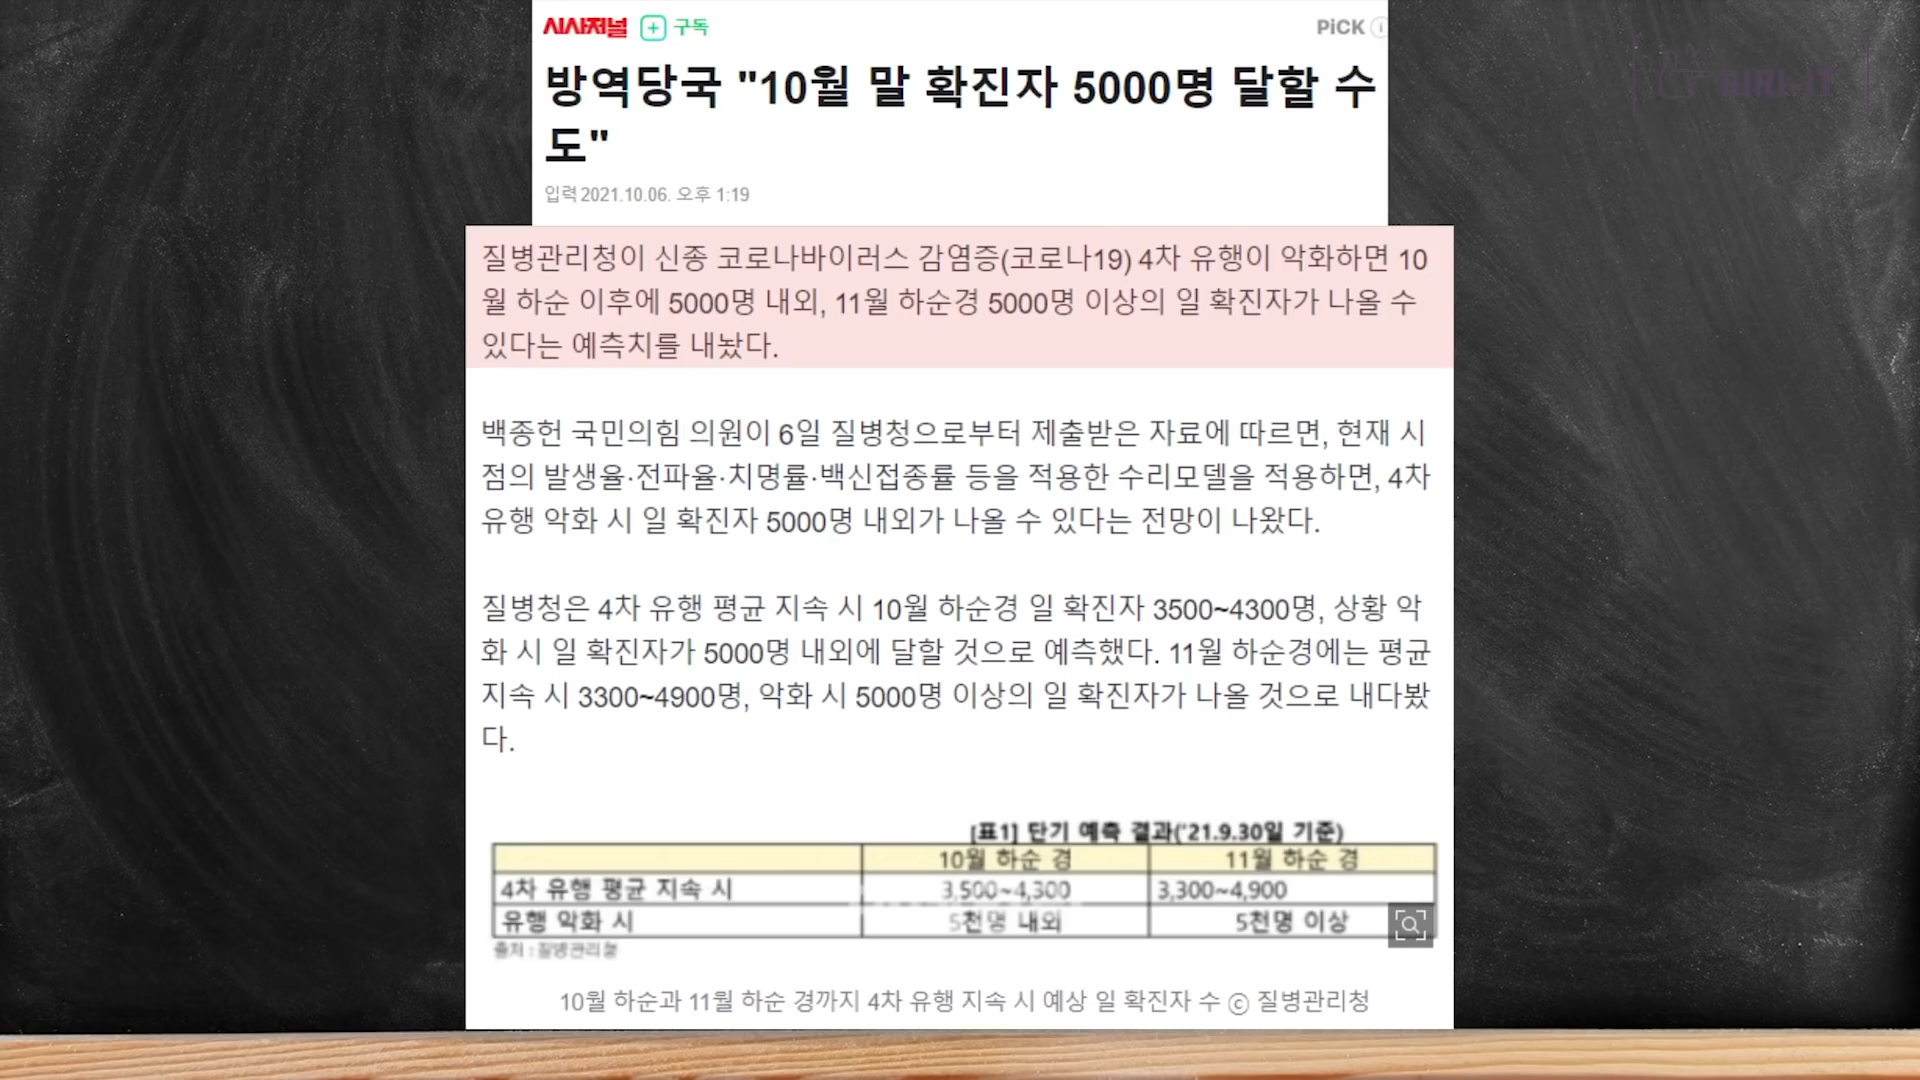 시사저널 + 구독
PiCK
방역당국 "10월 말 확진자 5000명 달할 수
도"
입력 2021.10.06. 오후 1:19
질병관리청이 신종 코로나바이러스 감염증(코로나19) 4차 유행이 악화하면 10
월 하순 이후에 5000명 내외, 11월 하순경 5000명 이상의 일 확진자가 나올 수
있다는 예측치를 내놨다.
백종헌 국민의힘 의원이 6일 질병청으로부터 제출받은 자료에 따르면, 현재 시
점의 발생율·전파율·치명률·백신접종률 등을 적용한 수리모델을 적용하면, 4차
유행 악화 시 일 확진자 5000명 내외가 나올 수 있다는 전망이 나왔다.
질병청은 4차 유행 평균 지속 시 10월 하순경 일 확진자 3500~4300명, 상황 악
화 시 일 확진자가 5000명 내외에 달할 것으로 예측했다. 11월 하순경에는 평균
지속 시 3300~4900명, 악화 시 5000명 이상의 일 확진자가 나올 것으로 내다봤
다.
[표1] 단기 예측 결과('21.9.30일 기준)
10월 하순 경 11월 하순 경
4차 유행 평균 지속 시 3,500~4,300 3,300~4,900
유행 악화 시 5천명 내외 5천명 이상
출처 : 질병관리청
10월 하순과 11월 하순 경까지 4차 유행 지속 시 예상 일 확진자 수 ⓒ 질병관리청